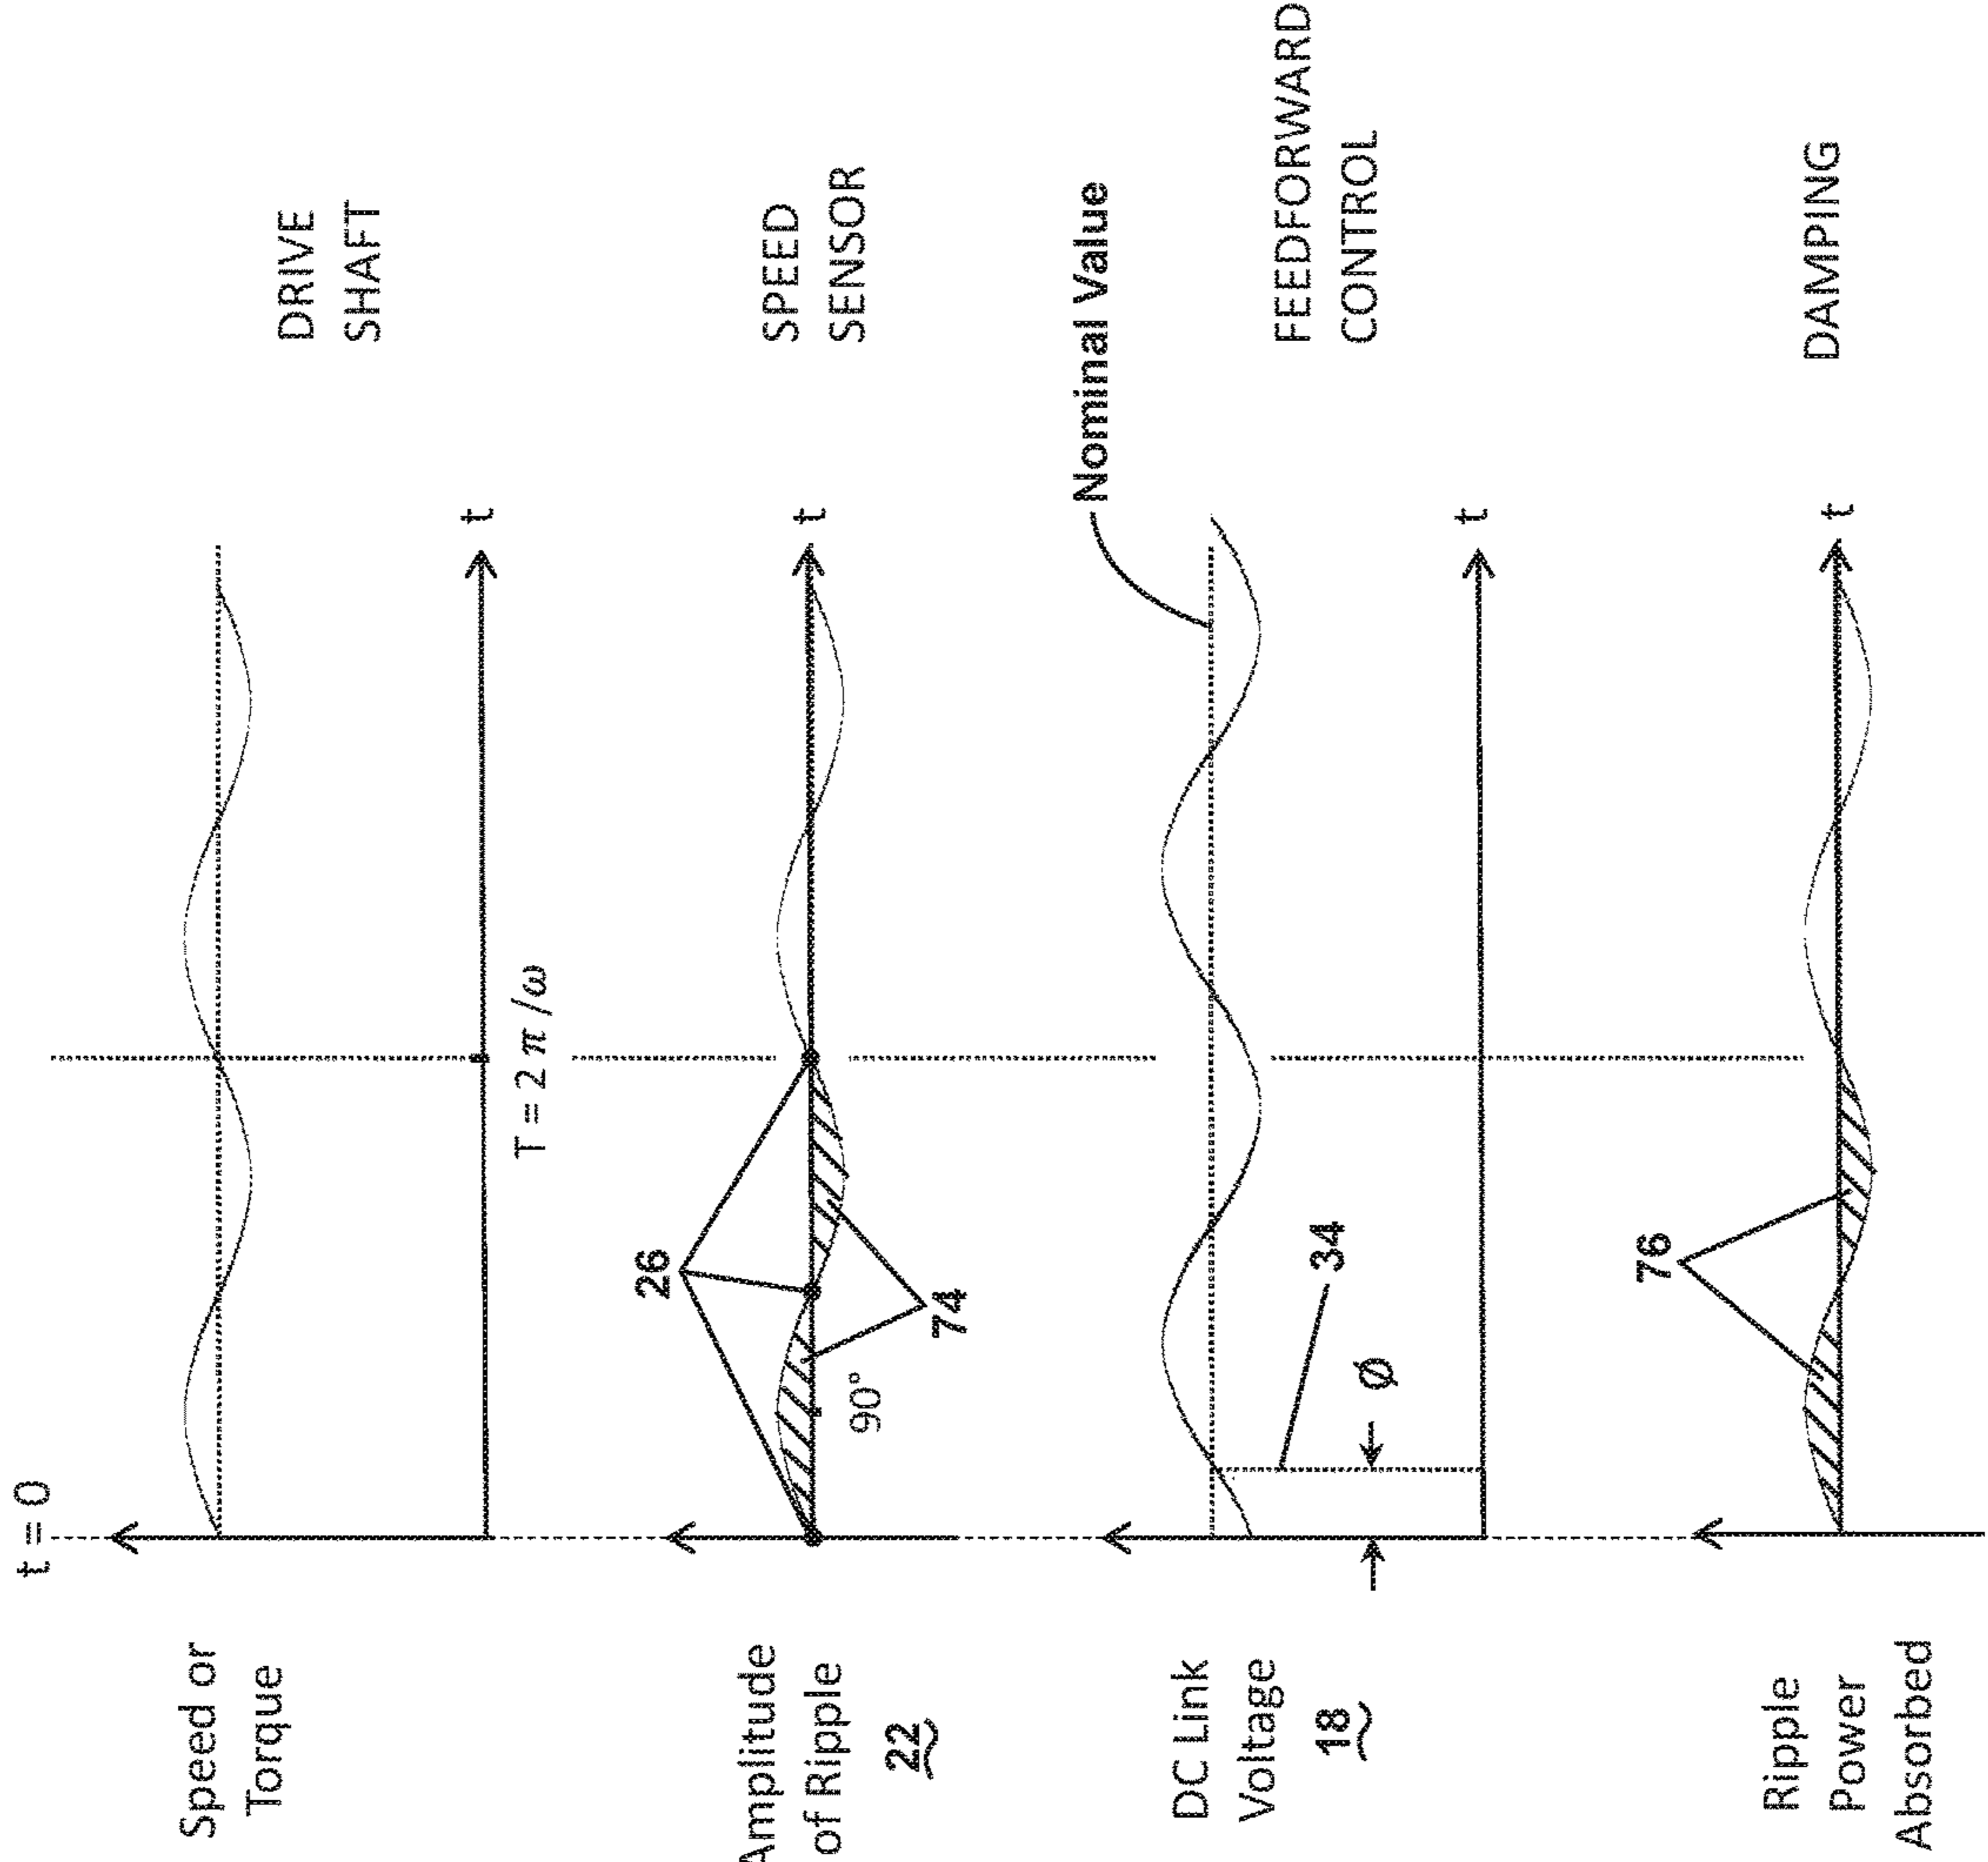 t = 0
Speed or
Torque
DRIVE
SHAFT
t
T = 2 π /ω
Amplitude
of Ripple
22
26
74
90°
t
SPEED
SENSOR
Nominal Value
DC Link
Voltage
18
34
Ø
t
FEEDFORWARD
CONTROL
Ripple
Power
Absorbed
76
t
DAMPING